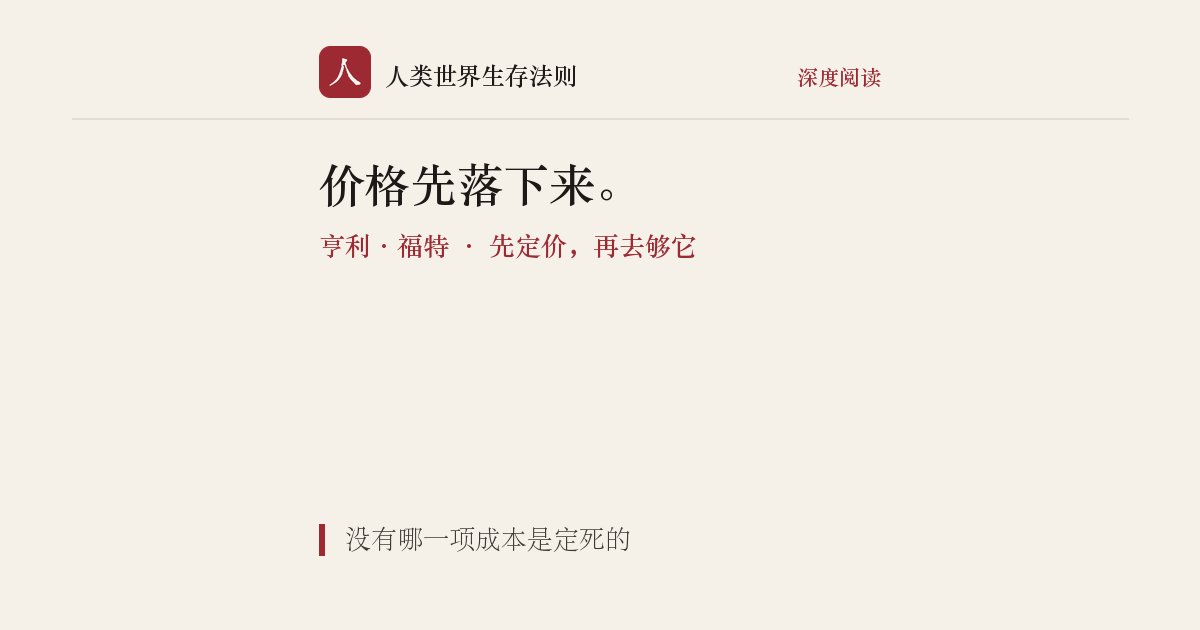 人
人类世界生存法则
深度阅读
价格先落下来。
亨利·福特 · 先定价，再去够它
没有哪一项成本是定死的